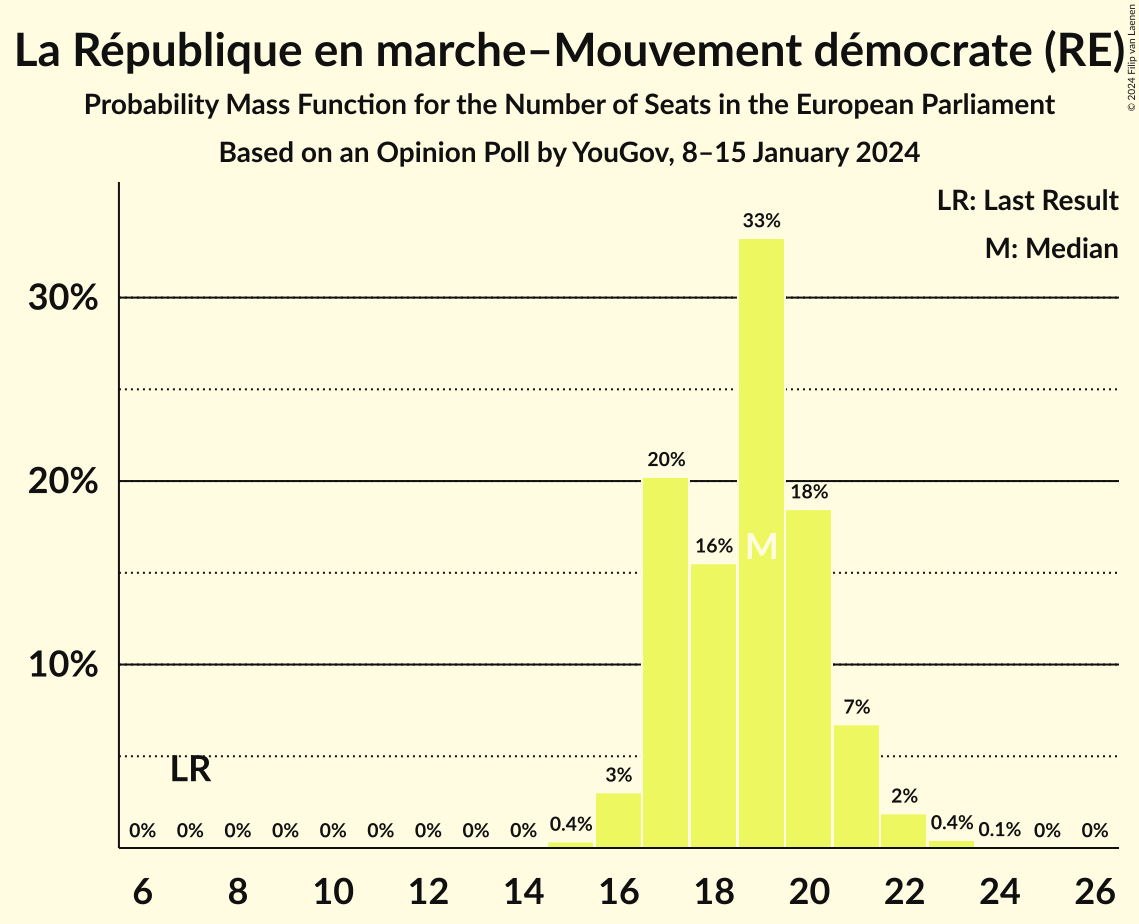 La République en marche–Mouvement démocrate (RE)
© 2024 Filip van Laenen
Probability Mass Function for the Number of Seats in the European Parliament
Based on an Opinion Poll by YouGov, 8–15 January 2024
LR: Last Result
M: Median
33%
30%
20%
20%
18%
16%
M
10%
7%
LR
3%
2%
0% 0% 0% 0% 0% 0% 0% 0% 0% 0.4% 0.4% 0.1% 0% 0%
6 8 10 12 14 16 18 20 22 24 26